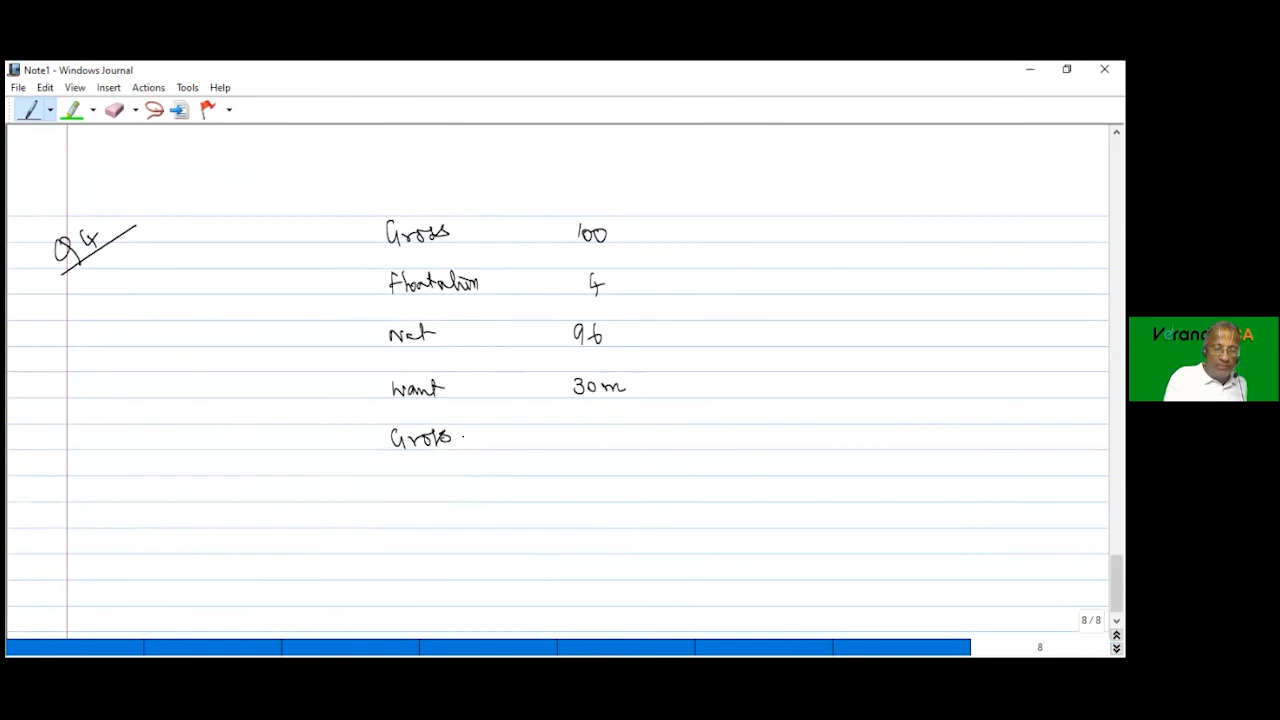 Note1 - Windows Journal
File Edit View Insert Actions Tools Help
Q4
Gross 100
Floatation 4
Net 96
Want 30m
Gross
8 / 8
8